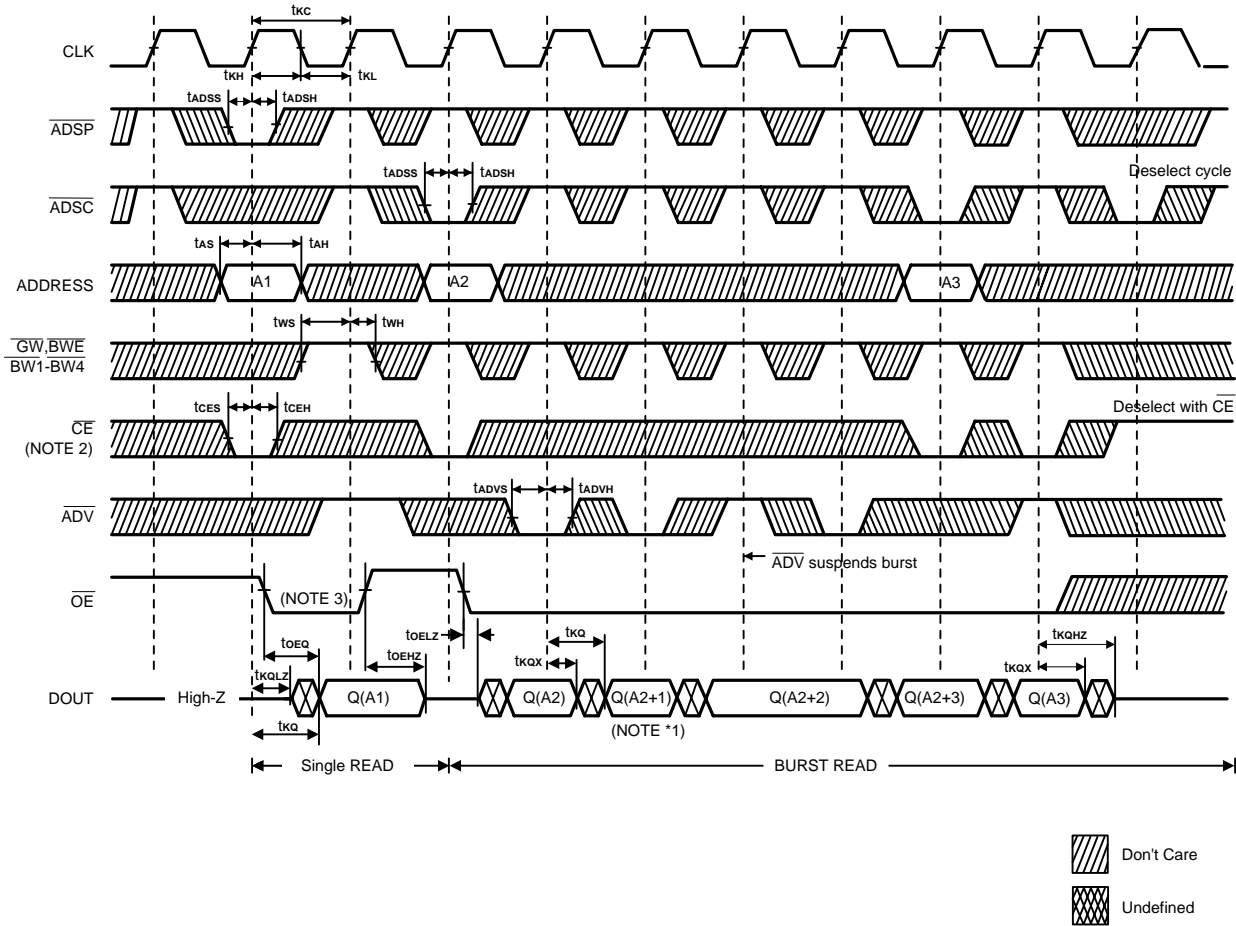 tKC
CLK
tKH tKL
tADSS tADSH
ADSP
tADSS tADSH Deselect cycle
ADSC
tAS tAH
ADDRESS A1 A2 A3
tWS tWH
GW,BWE
BW1-BW4
tCES tCEH Deselect with CE
CE
(NOTE 2)
tADVS tADVH
ADV
ADV suspends burst
OE (NOTE 3)
tOEQ tOEHZ tOELZ tKQ tKQHZ
tKQLZ tKQX tKQX
DOUT High-Z Q(A1) Q(A2) Q(A2+1) Q(A2+2) Q(A2+3) Q(A3)
tKQ (NOTE *1)
Single READ BURST READ
Don't Care
Undefined